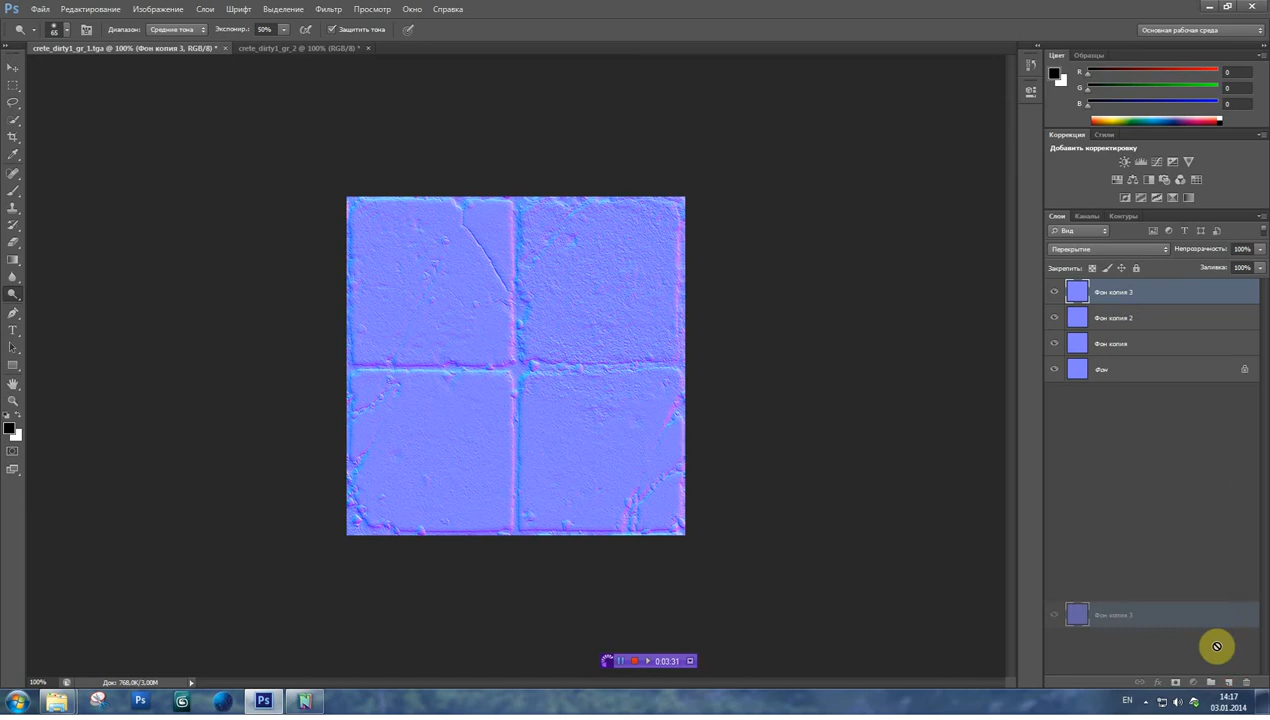 Ps Файл Редактирование Изображение Слои Шрифт Выделение Фильтр Просмотр Окно Справка
65 Диапазон: Средние тона Экспонир.: 50% Защитить тона Основная рабочая среда
crete_dirty1_gr_1.tga @ 100% (Фон копия 3, RGB/8) * × crete_dirty1_gr_2 @ 100% (RGB/8) * ×
Цвет Образцы
R 0
G 0
B 0
Коррекция Стили
Добавить корректировку
Слои Каналы Контуры
Вид
Перекрытие Непрозрачность: 100%
Закрепить: Заливка: 100%
Фон копия 3
Фон копия 2
Фон копия
Фон
Фон копия 3
0:03:31
100% Док: 768,0K/3,00M
Ps Ps N EN 14:17
03.01.2014